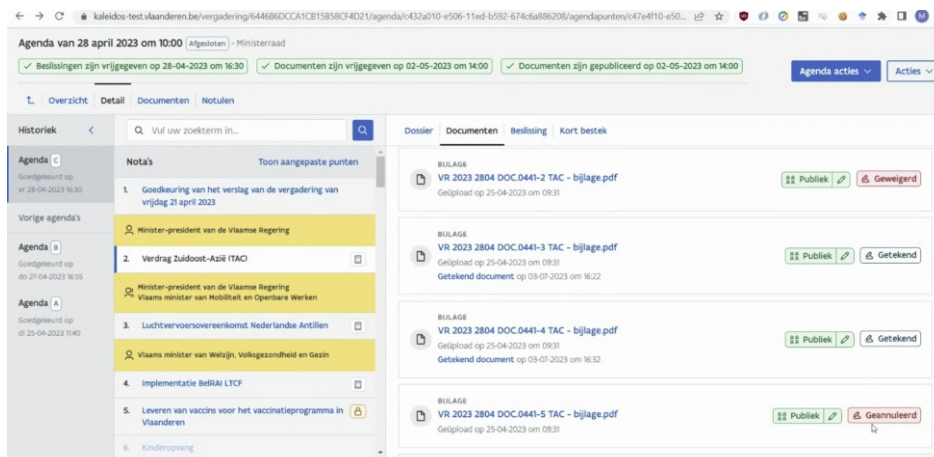 kaleidos-test.vlaanderen.be/vergadering/644686DCCA1CB15B58CF4D21/agenda/c432a010-e506-11ed-b592-674c6a886208/agendapunten/c47e4f10-e50...
Agenda van 28 april 2023 om 10:00 Afgesloten - Ministerraad
Beslissingen zijn vrijgegeven op 28-04-2023 om 16:30 Documenten zijn vrijgegeven op 02-05-2023 om 14:00 Documenten zijn gepubliceerd op 02-05-2023 om 14:00
Agenda acties Acties
Overzicht Detail Documenten Notulen
Historiek
Agenda C
Goedgekeurd op
vr 28-04-2023 16:30
Vorige agenda's
Agenda B
Goedgekeurd op
do 27-04-2023 16:55
Agenda A
Goedgekeurd op
di 25-04-2023 11:40
Vul uw zoekterm in...
Nota's Toon aangepaste punten
1. Goedkeuring van het verslag van de vergadering van
vrijdag 21 april 2023
Minister-president van de Vlaamse Regering
2. Verdrag Zuidoost-Azië (TAC)
Minister-president van de Vlaamse Regering
Vlaams minister van Mobiliteit en Openbare Werken
3. Luchtvervoersovereenkomst Nederlandse Antillen
Vlaams minister van Welzijn, Volksgezondheid en Gezin
4. Implementatie BelRAI LTCF
5. Leveren van vaccins voor het vaccinatieprogramma in
Vlaanderen
6. Kinderopvang
Dossier Documenten Beslissing Kort bestek
BIJLAGE
VR 2023 2804 DOC.0441-2 TAC - bijlage.pdf
Geüpload op 25-04-2023 om 09:31
Publiek Geweigerd
BIJLAGE
VR 2023 2804 DOC.0441-3 TAC - bijlage.pdf
Geüpload op 25-04-2023 om 09:31
Getekend document op 03-07-2023 om 16:22
Publiek Getekend
BIJLAGE
VR 2023 2804 DOC.0441-4 TAC - bijlage.pdf
Geüpload op 25-04-2023 om 09:31
Getekend document op 03-07-2023 om 16:32
Publiek Getekend
BIJLAGE
VR 2023 2804 DOC.0441-5 TAC - bijlage.pdf
Geüpload op 25-04-2023 om 09:31
Publiek Geannuleerd